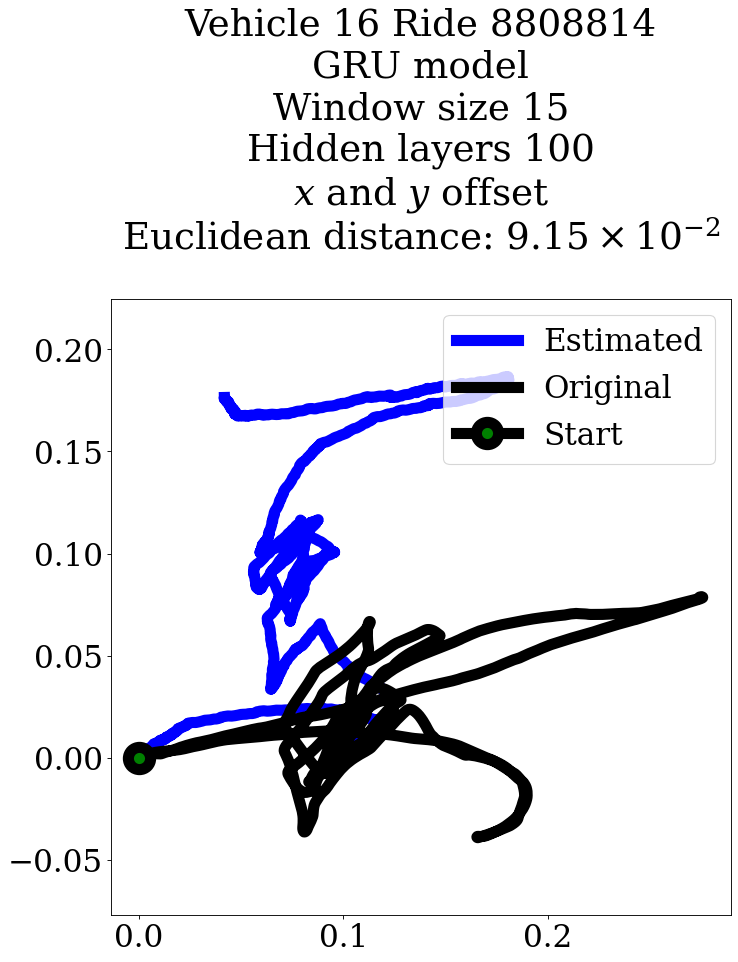 Vehicle 16 Ride 8808814
GRU model
Window size 15
Hidden layers 100
x and y offset
Euclidean distance: 9.15 × 10⁻²
Estimated
Original
Start
0.20
0.15
0.10
0.05
0.00
−0.05
0.0 0.1 0.2